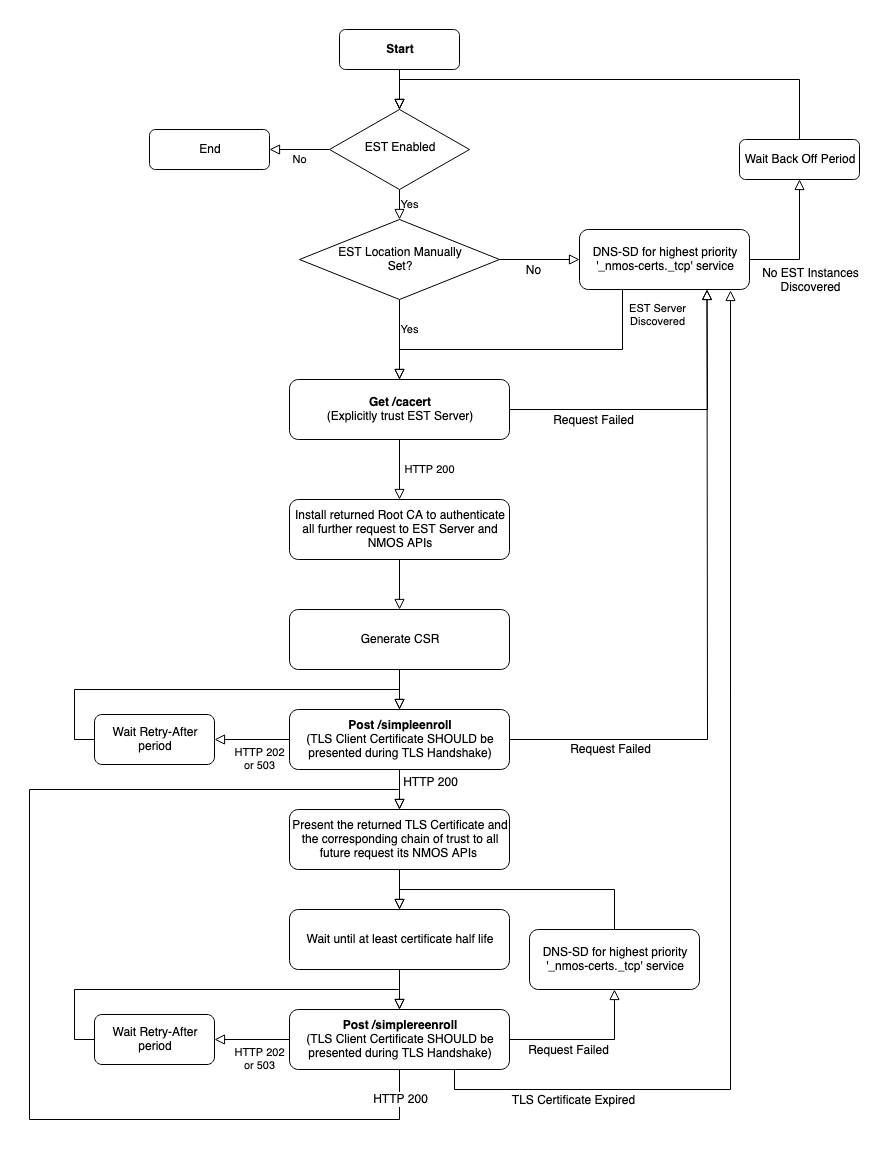 Start
EST Enabled
End
No
Wait Back Off Period
Yes
EST Location Manually
Set?
No
DNS-SD for highest priority
'_nmos-certs._tcp' service
No EST Instances
Discovered
EST Server
Discovered
Yes
Get /cacert
(Explicitly trust EST Server)
Request Failed
HTTP 200
Install returned Root CA to authenticate
all further request to EST Server and
NMOS APIs
Generate CSR
Wait Retry-After
period
HTTP 202
or 503
Post /simpleenroll
(TLS Client Certificate SHOULD be
presented during TLS Handshake)
Request Failed
HTTP 200
Present the returned TLS Certificate and
the corresponding chain of trust to all
future request its NMOS APIs
Wait until at least certificate half life
DNS-SD for highest priority
'_nmos-certs._tcp' service
Wait Retry-After
period
HTTP 202
or 503
Post /simplereenroll
(TLS Client Certificate SHOULD be
presented during TLS Handshake)
Request Failed
HTTP 200
TLS Certificate Expired